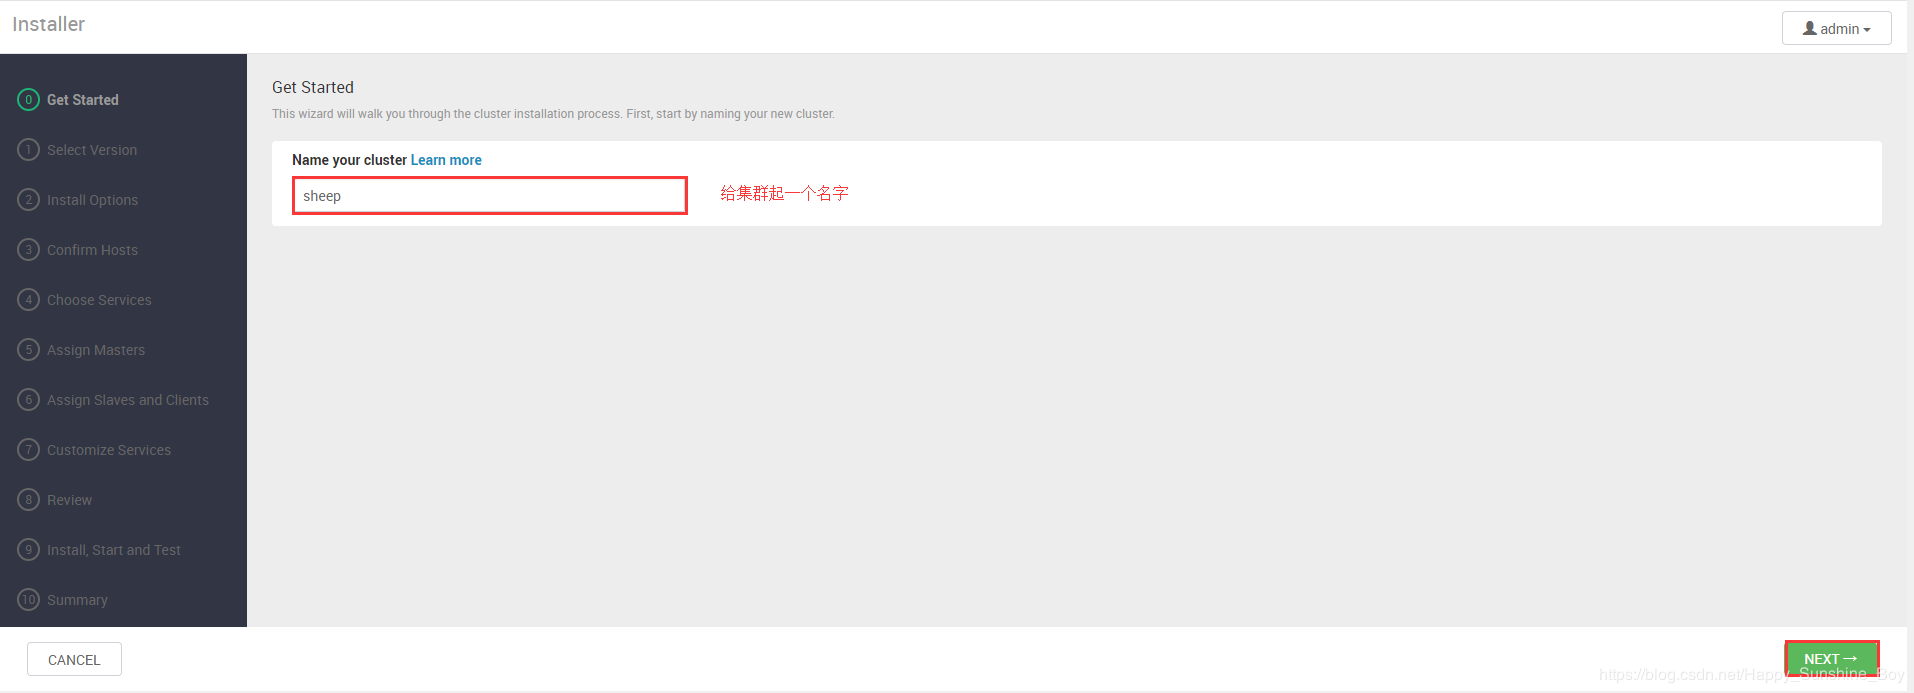 Installer
admin
0 Get Started
1 Select Version
2 Install Options
3 Confirm Hosts
4 Choose Services
5 Assign Masters
6 Assign Slaves and Clients
7 Customize Services
8 Review
9 Install, Start and Test
10 Summary
Get Started
This wizard will walk you through the cluster installation process. First, start by naming your new cluster.
Name your cluster Learn more
sheep
给集群起一个名字
CANCEL
NEXT →
https://blog.csdn.net/Happy_Sunshine_Boy